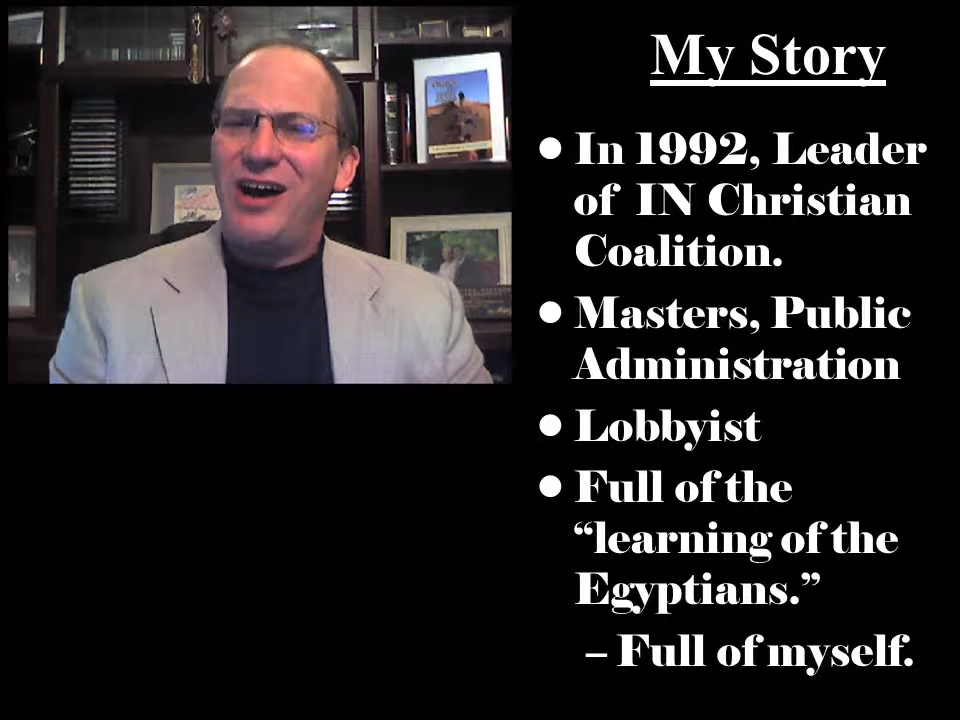 My Story
• In 1992, Leader
of IN Christian
Coalition.
• Masters, Public
Administration
• Lobbyist
• Full of the
“learning of the
Egyptians.”
– Full of myself.